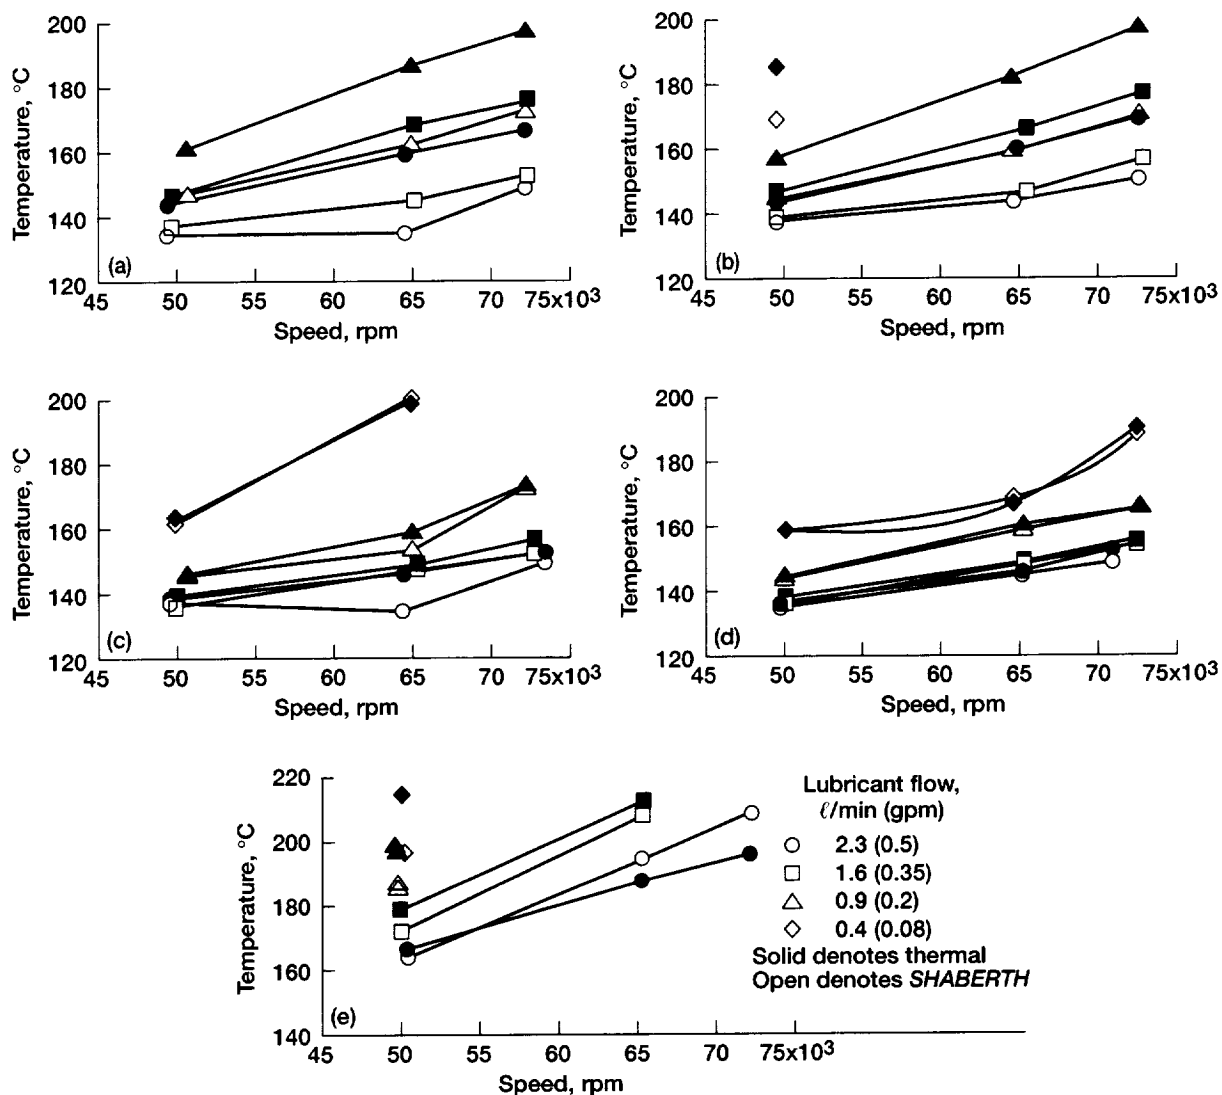 200
180
160
140
120
Temperature, °C
(a)
45 50 55 60 65 70 75x10³
Speed, rpm
200
180
160
140
120
Temperature, °C
(b)
45 50 55 60 65 70 75x10³
Speed, rpm
200
180
160
140
120
Temperature, °C
(c)
45 50 55 60 65 70 75x10³
Speed, rpm
200
180
160
140
120
Temperature, °C
(d)
45 50 55 60 65 70 75x10³
Speed, rpm
220
200
180
160
140
Temperature, °C
(e)
45 50 55 60 65 70 75x10³
Speed, rpm
Lubricant flow,
ℓ/min (gpm)
2.3 (0.5)
1.6 (0.35)
0.9 (0.2)
0.4 (0.08)
Solid denotes thermal
Open denotes SHABERTH